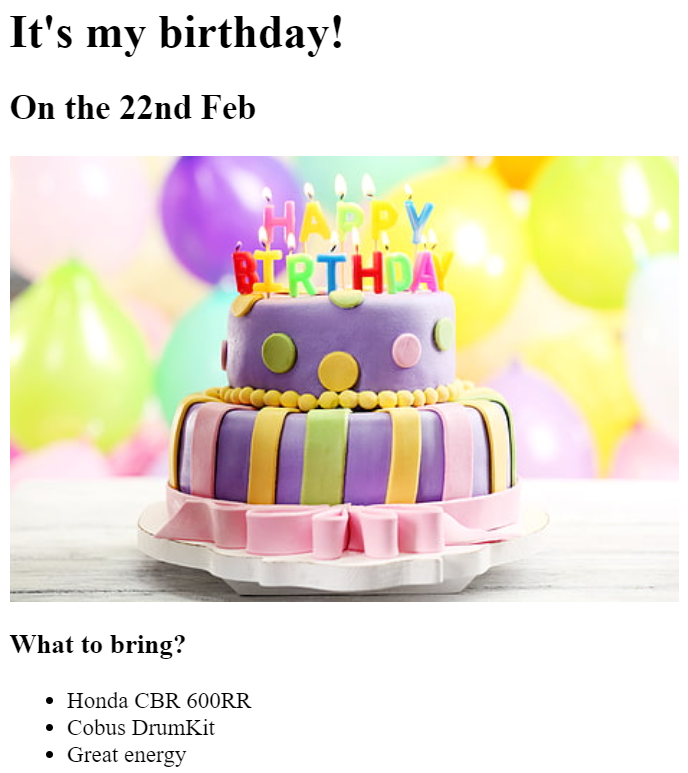 It's my birthday!
On the 22nd Feb
HAPPY
BIRTHDAY
What to bring?
Honda CBR 600RR
Cobus DrumKit
Great energy